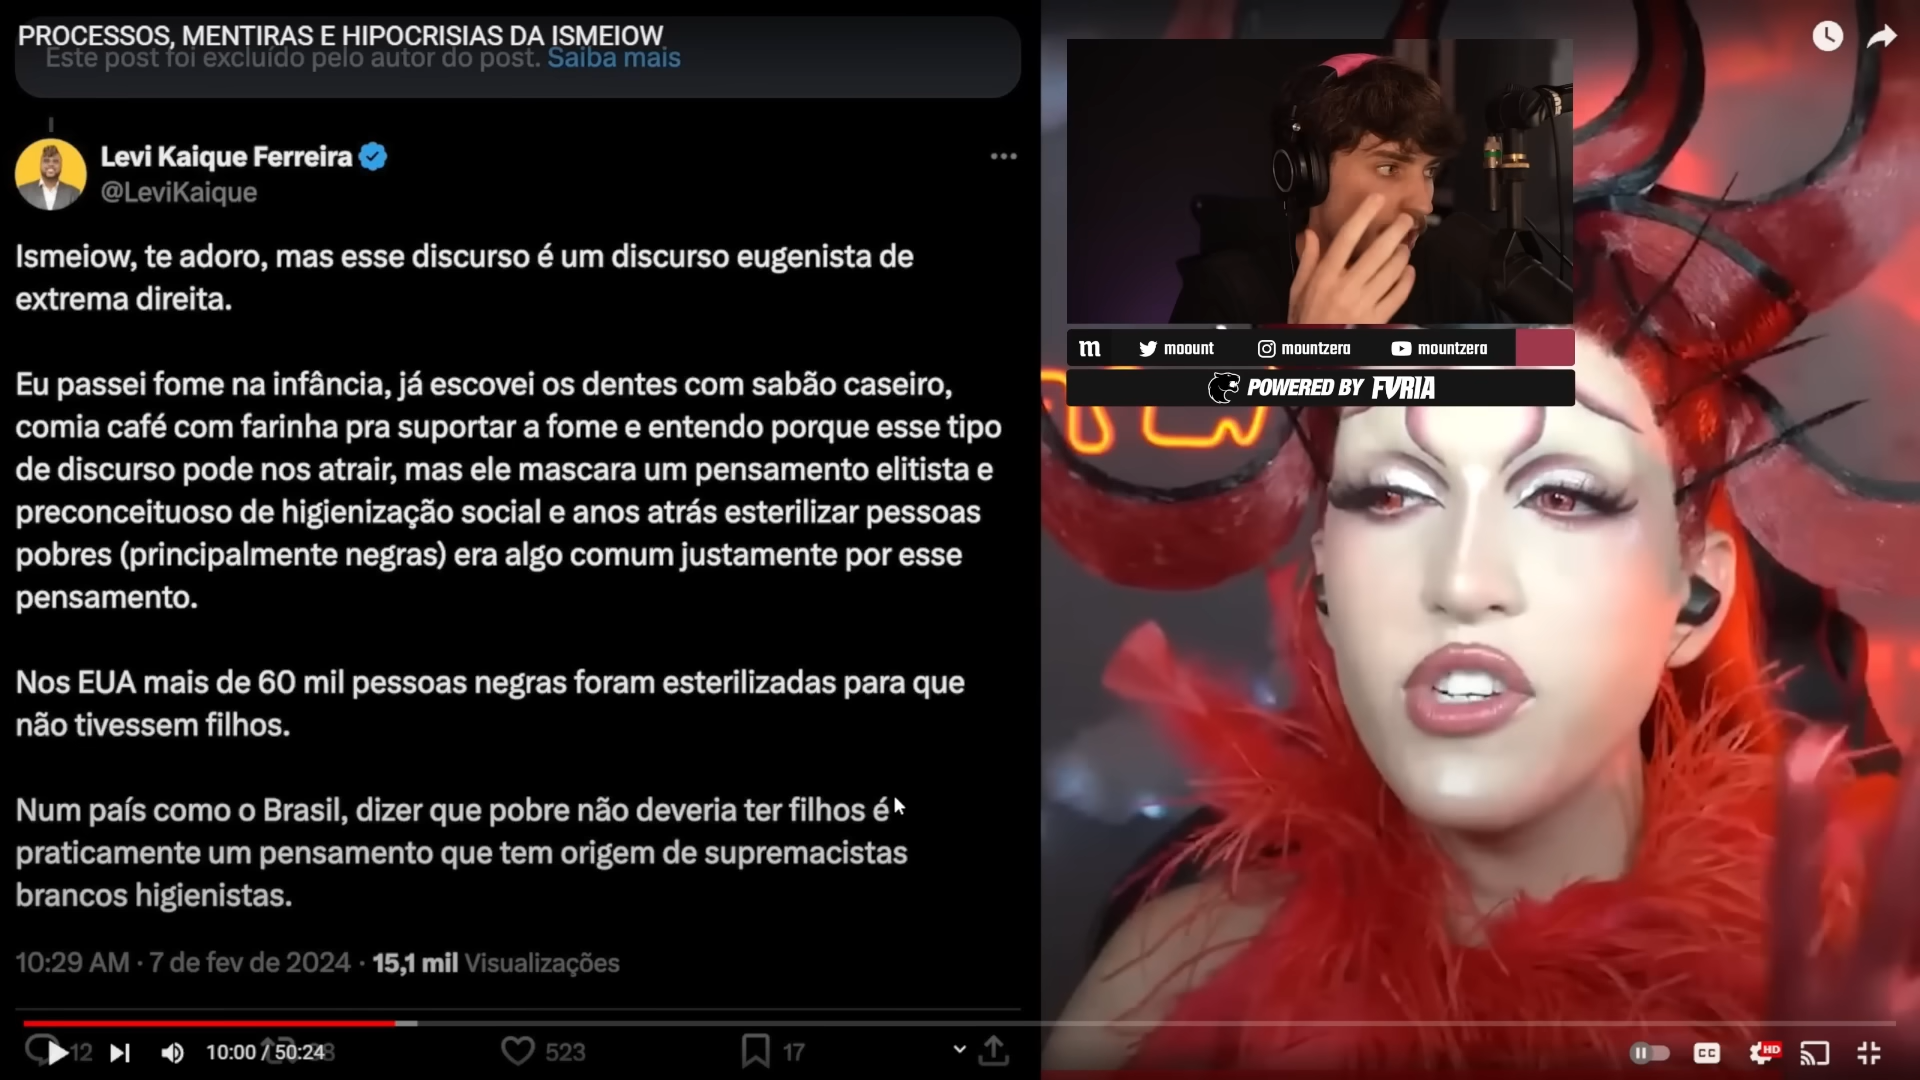 PROCESSOS, MENTIRAS E HIPOCRISIAS DA ISMEIOW
Este post foi excluído pelo autor do post. Saiba mais
Levi Kaique Ferreira
@LeviKaique
Ismeiow, te adoro, mas esse discurso é um discurso eugenista de
extrema direita.
Eu passei fome na infância, já escovei os dentes com sabão caseiro,
comia café com farinha pra suportar a fome e entendo porque esse tipo
de discurso pode nos atrair, mas ele mascara um pensamento elitista e
preconceituoso de higienização social e anos atrás esterilizar pessoas
pobres (principalmente negras) era algo comum justamente por esse
pensamento.
Nos EUA mais de 60 mil pessoas negras foram esterilizadas para que
não tivessem filhos.
Num país como o Brasil, dizer que pobre não deveria ter filhos é
praticamente um pensamento que tem origem de supremacistas
brancos higienistas.
10:29 AM · 7 de fev de 2024 · 15,1 mil Visualizações
12
523
17
10:00 / 50:24
m moount mountzera mountzera
POWERED BY FVRIA
CC
HD